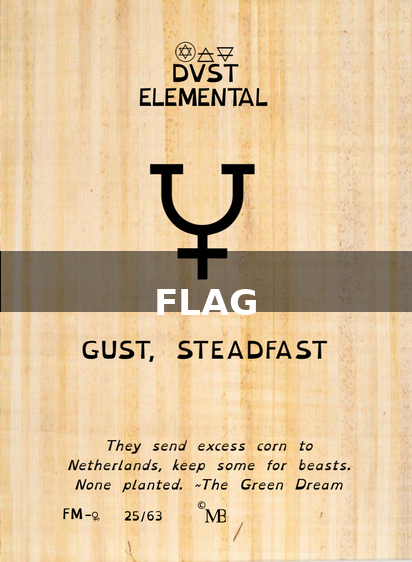 DVST
ELEMENTAL
FLAG
GUST, STEADFAST
They send excess corn to
Netherlands, keep some for beasts.
None planted. ~The Green Dream
FM-♀ 25/63 © MB